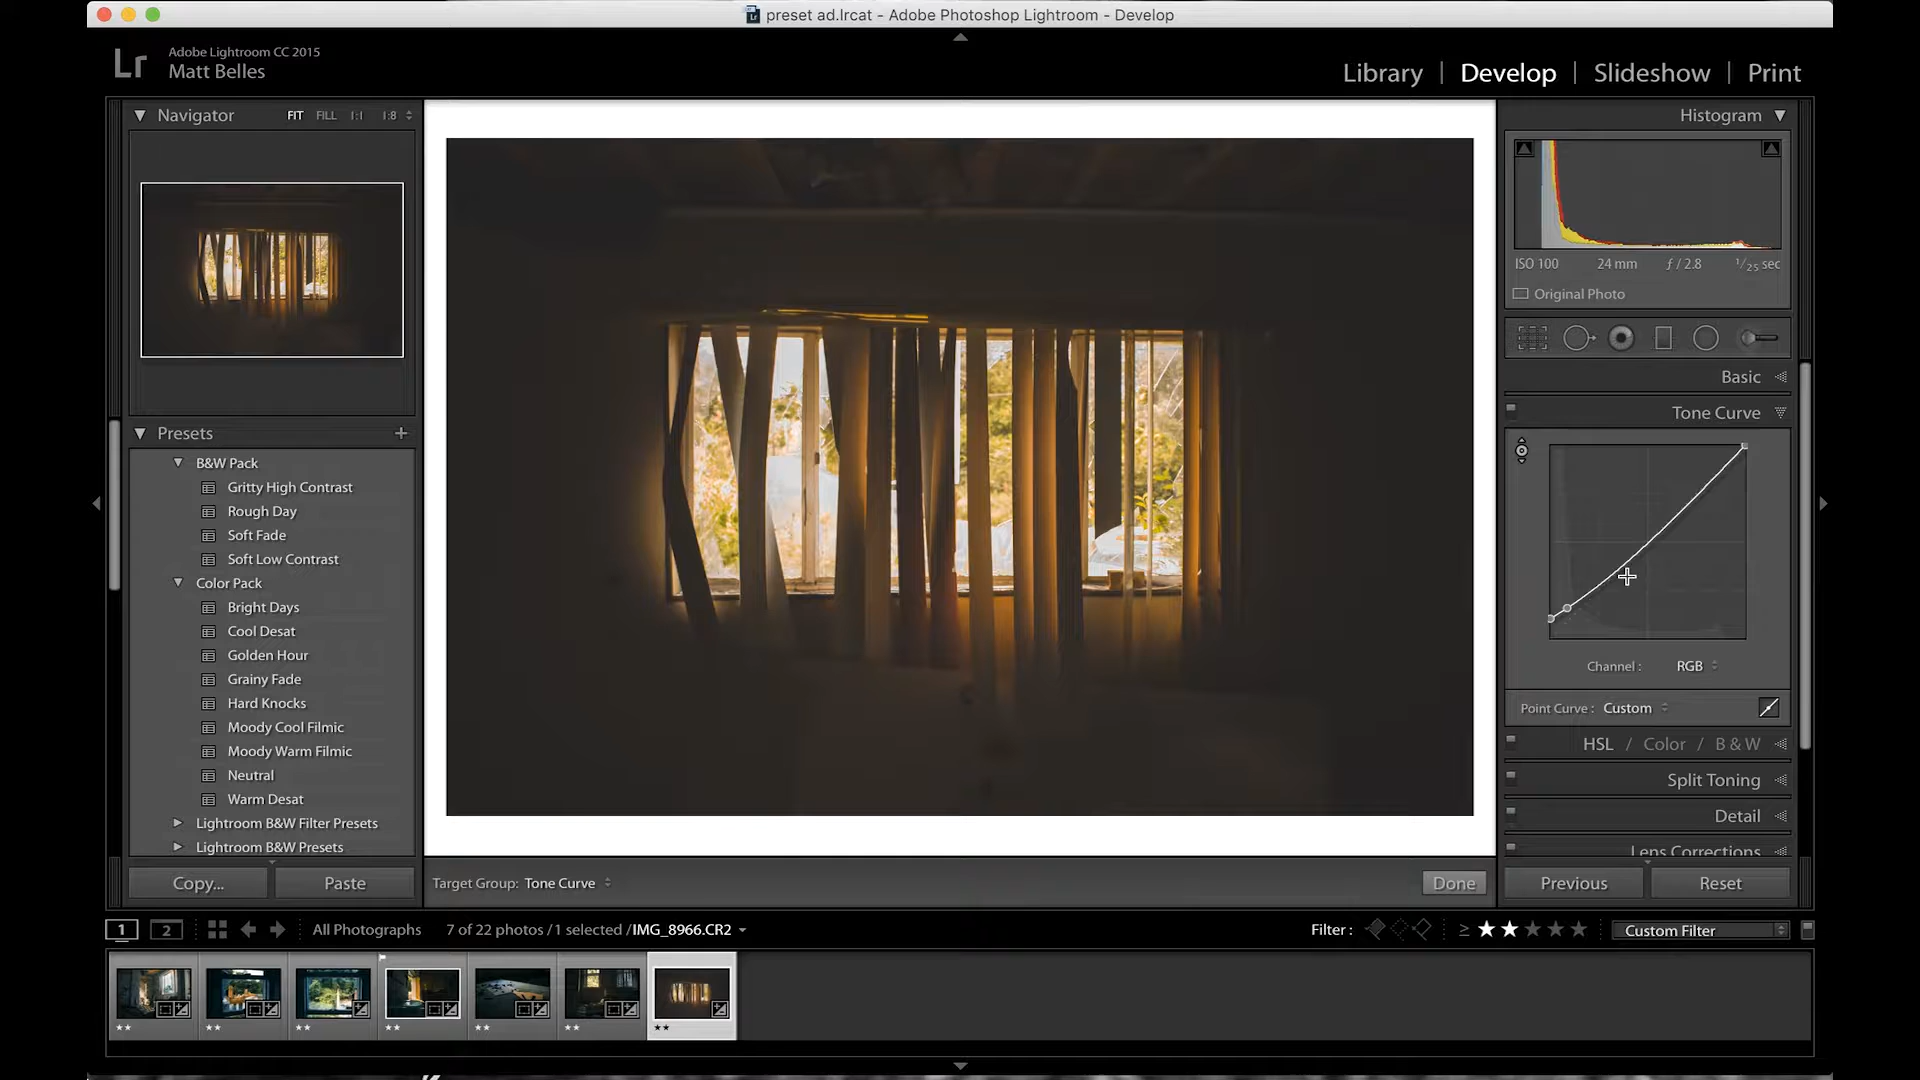 preset ad.lrcat - Adobe Photoshop Lightroom - Develop
Lr
Adobe Lightroom CC 2015
Matt Belles
Library | Develop | Slideshow | Print
Navigator FIT FILL 1:1 1:8
Histogram
ISO 100 24 mm ƒ / 2.8 1/25 sec
Original Photo
Basic
Tone Curve
Channel : RGB
Point Curve : Custom
HSL / Color / B & W
Split Toning
Detail
Lens Corrections
Presets +
B&W Pack
Gritty High Contrast
Rough Day
Soft Fade
Soft Low Contrast
Color Pack
Bright Days
Cool Desat
Golden Hour
Grainy Fade
Hard Knocks
Moody Cool Filmic
Moody Warm Filmic
Neutral
Warm Desat
Lightroom B&W Filter Presets
Lightroom B&W Presets
Copy... Paste
Target Group: Tone Curve Done
Previous Reset
1 2 All Photographs 7 of 22 photos / 1 selected / IMG_8966.CR2
Filter : ≥ ★★★★★ Custom Filter